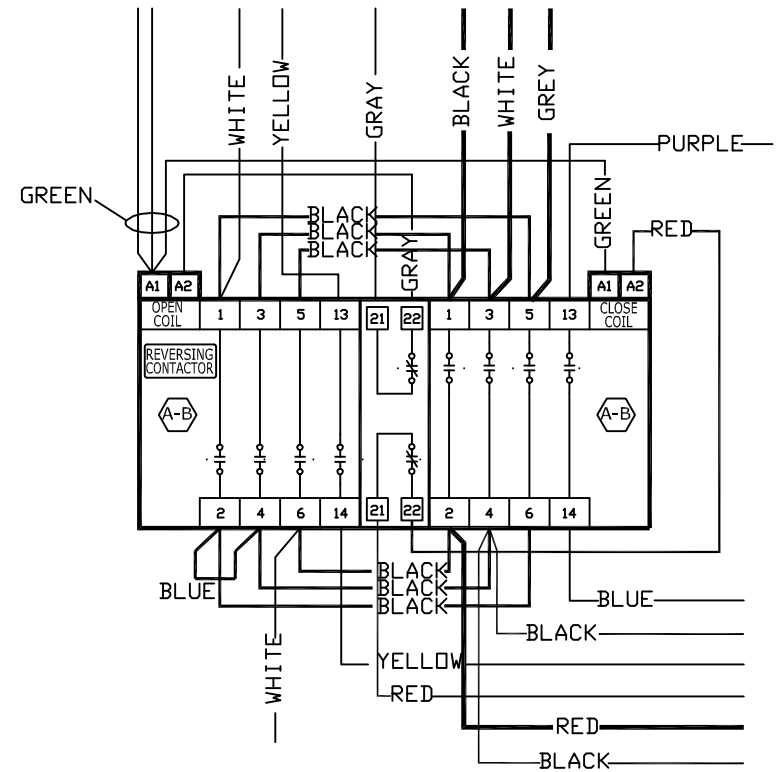 WHITE
YELLOW
GRAY
BLACK
WHITE
GREY
PURPLE
GREEN
BLACK
BLACK
BLACK
GRAY
GREEN
RED
A1 A2
A1 A2
OPEN
COIL
1 3 5 13 21 22 1 3 5 13
CLOSE
COIL
REVERSING
CONTACTOR
A-B
A-B
2 4 6 14 21 22 2 4 6 14
BLUE
BLACK
BLACK
BLACK
BLUE
BLACK
WHITE
YELLOW
RED
RED
BLACK